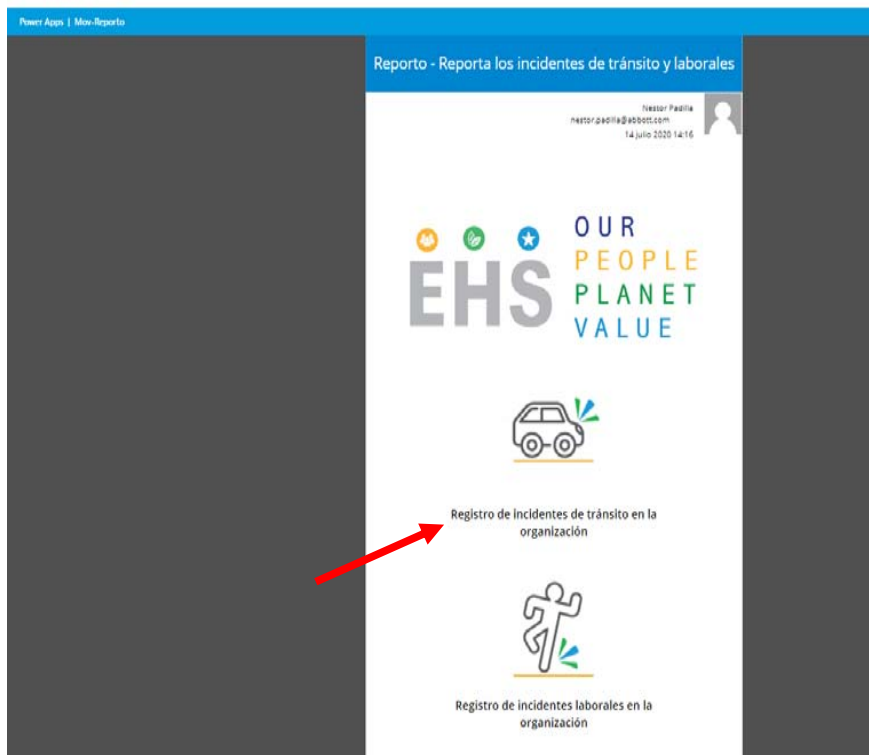 Power Apps | Mov-Reporto
Reporto - Reporta los incidentes de tránsito y laborales
Nestor Padilla
nestor.padilla@abbott.com
14 julio 2020 14:16
EHS
OUR
PEOPLE
PLANET
VALUE
Registro de incidentes de tránsito en la
organización
Registro de incidentes laborales en la
organización